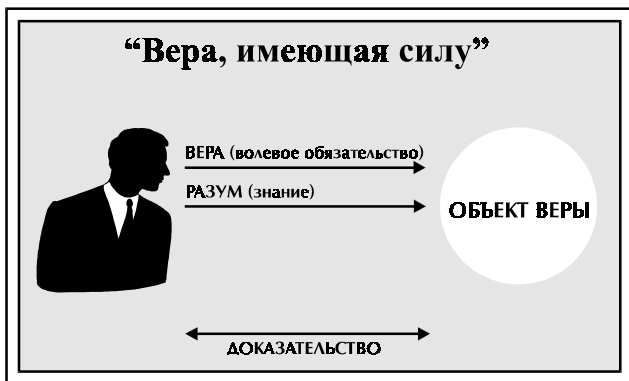 “Вера, имеющая силу”
ВЕРА (волевое обязательство)
РАЗУМ (знание)
ОБЪЕКТ ВЕРЫ
ДОКАЗАТЕЛЬСТВО